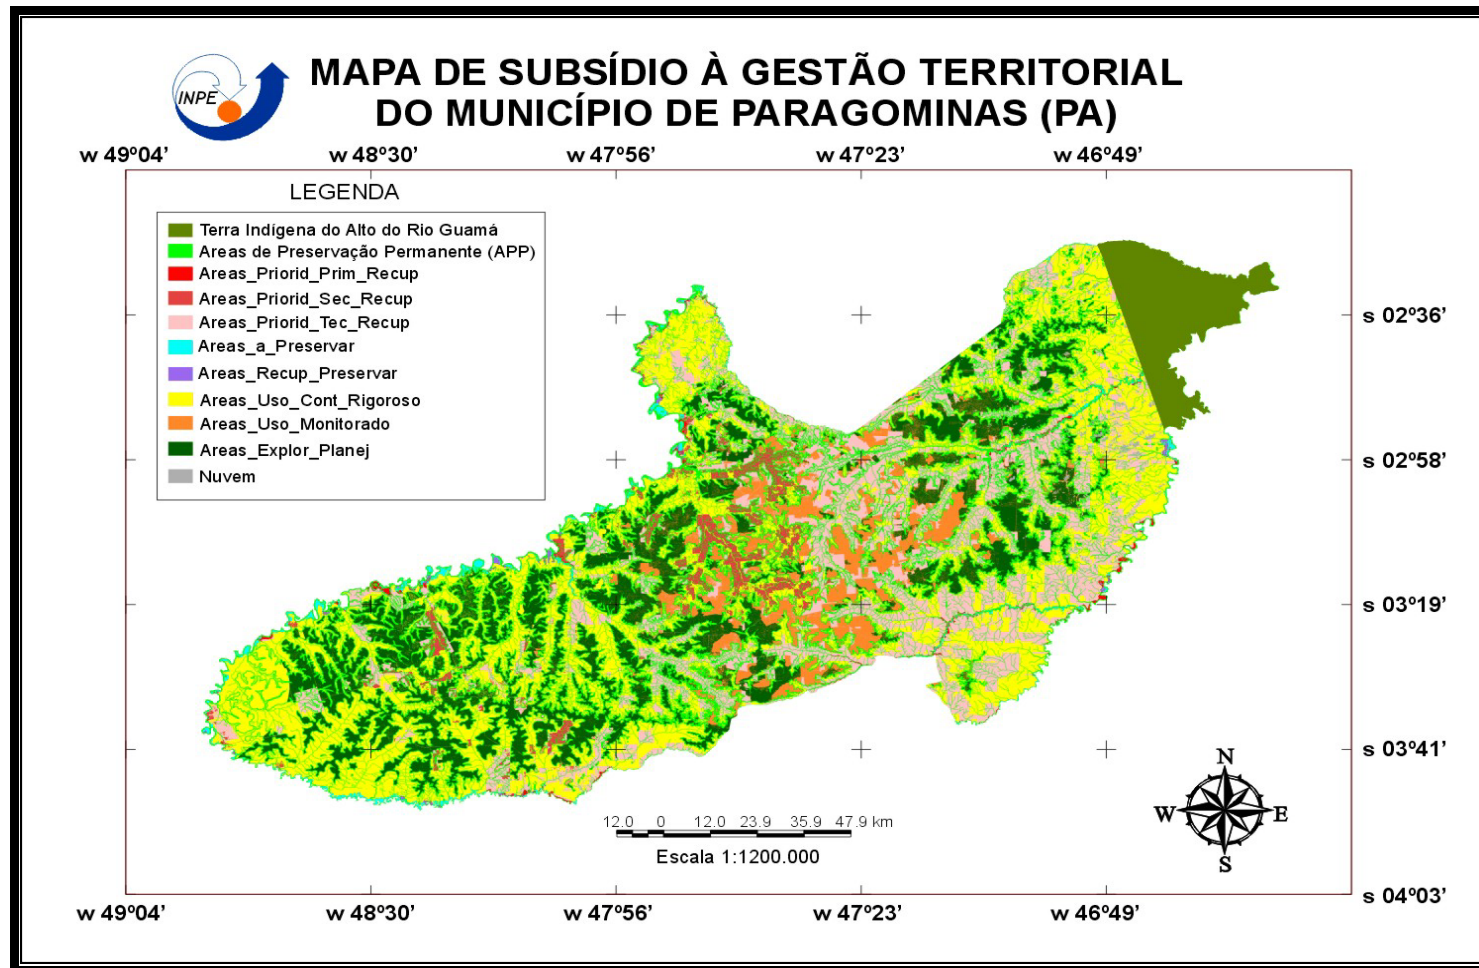 INPE
MAPA DE SUBSÍDIO À GESTÃO TERRITORIAL
DO MUNICÍPIO DE PARAGOMINAS (PA)
w 49º04’ w 48º30’ w 47º56’ w 47º23’ w 46º49’
LEGENDA
Terra Indígena do Alto do Rio Guamá
Areas de Preservação Permanente (APP)
Areas_Priorid_Prim_Recup
Areas_Priorid_Sec_Recup
Areas_Priorid_Tec_Recup
Areas_a_Preservar
Areas_Recup_Preservar
Areas_Uso_Cont_Rigoroso
Areas_Uso_Monitorado
Areas_Explor_Planej
Nuvem
s 02º36’
s 02º58’
s 03º19’
s 03º41’
s 04º03’
N
W E
S
12.0 0 12.0 23.9 35.9 47.9 km
Escala 1:1200.000
w 49º04’ w 48º30’ w 47º56’ w 47º23’ w 46º49’